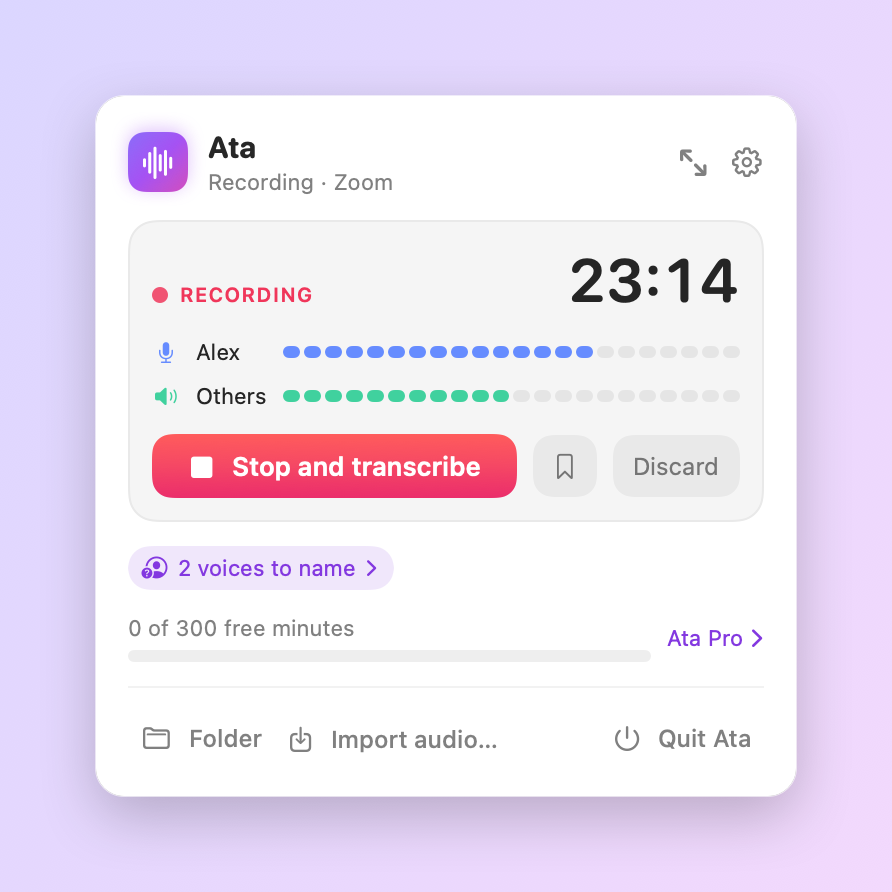 Ata
Recording · Zoom
RECORDING
23:14
Alex
Others
Stop and transcribe
Discard
2 voices to name
0 of 300 free minutes
Ata Pro
Folder
Import audio...
Quit Ata